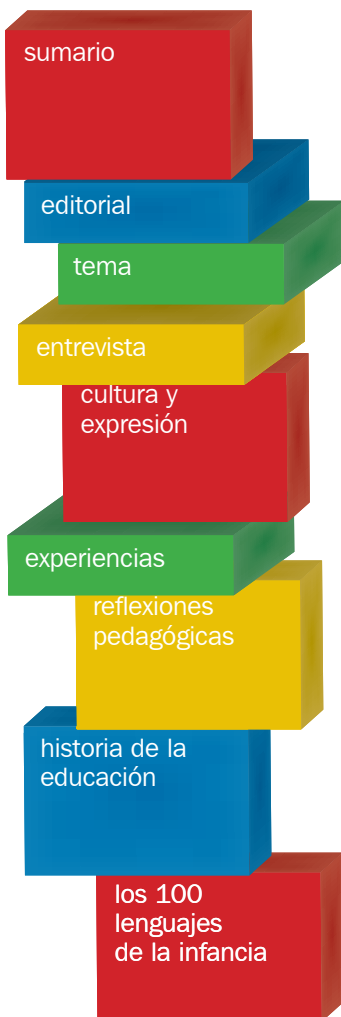 sumario
editorial
tema
entrevista
cultura y
expresión
experiencias
reflexiones
pedagógicas
historia de la
educación
los 100
lenguajes
de la infancia